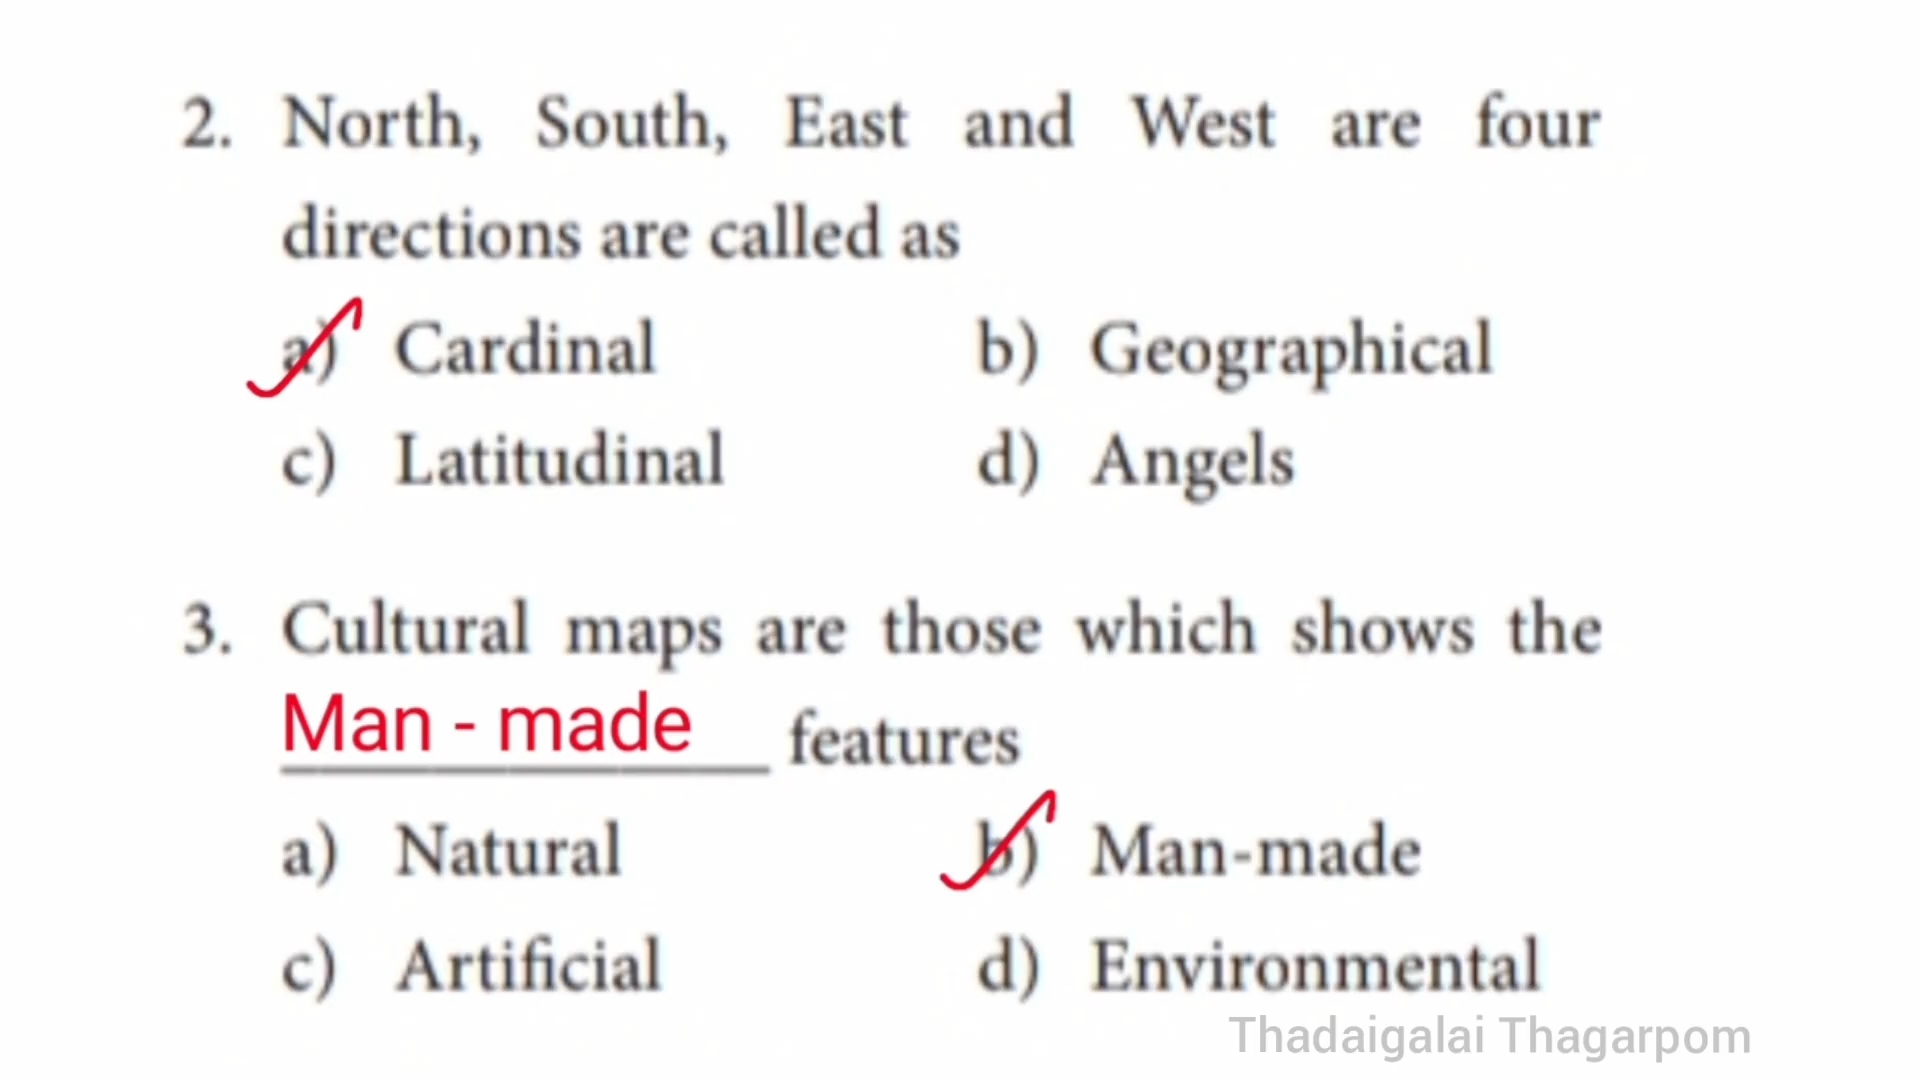 2. North, South, East and West are four
directions are called as
a) Cardinal b) Geographical
c) Latitudinal d) Angels
3. Cultural maps are those which shows the
Man - made features
a) Natural b) Man-made
c) Artificial d) Environmental
Thadaigalai Thagarpom